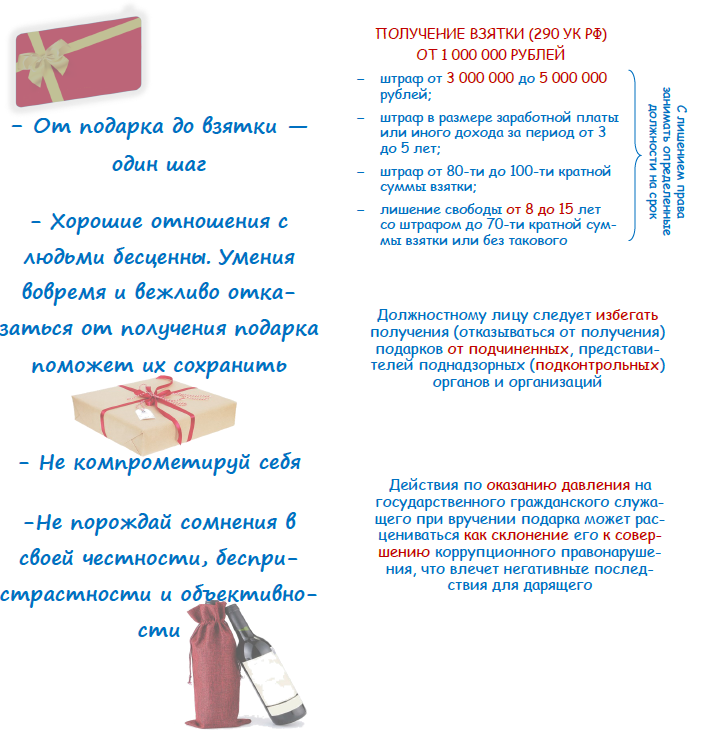 – От подарка до взятки —
один шаг
– Хорошие отношения с
людьми бесценны. Умения
вовремя и вежливо отка-
заться от получения подарка
поможет их сохранить
– Не компрометируй себя
-Не порождай сомнения в
своей честности, беспри-
страстности и объективно-
сти
ПОЛУЧЕНИЕ ВЗЯТКИ (290 УК РФ)
ОТ 1 000 000 РУБЛЕЙ
– штраф от 3 000 000 до 5 000 000
рублей;
– штраф в размере заработной платы
или иного дохода за период от 3
до 5 лет;
– штраф от 80-ти до 100-ти кратной
суммы взятки;
– лишение свободы от 8 до 15 лет
со штрафом до 70-ти кратной сум-
мы взятки или без такового
С лишением права
занимать определенные
должности на срок
Должностному лицу следует избегать
получения (отказываться от получения)
подарков от подчиненных, представи-
телей поднадзорных (подконтрольных)
органов и организаций
Действия по оказанию давления на
государственного гражданского служа-
щего при вручении подарка может рас-
цениваться как склонение его к совер-
шению коррупционного правонаруше-
ния, что влечет негативные послед-
ствия для дарящего